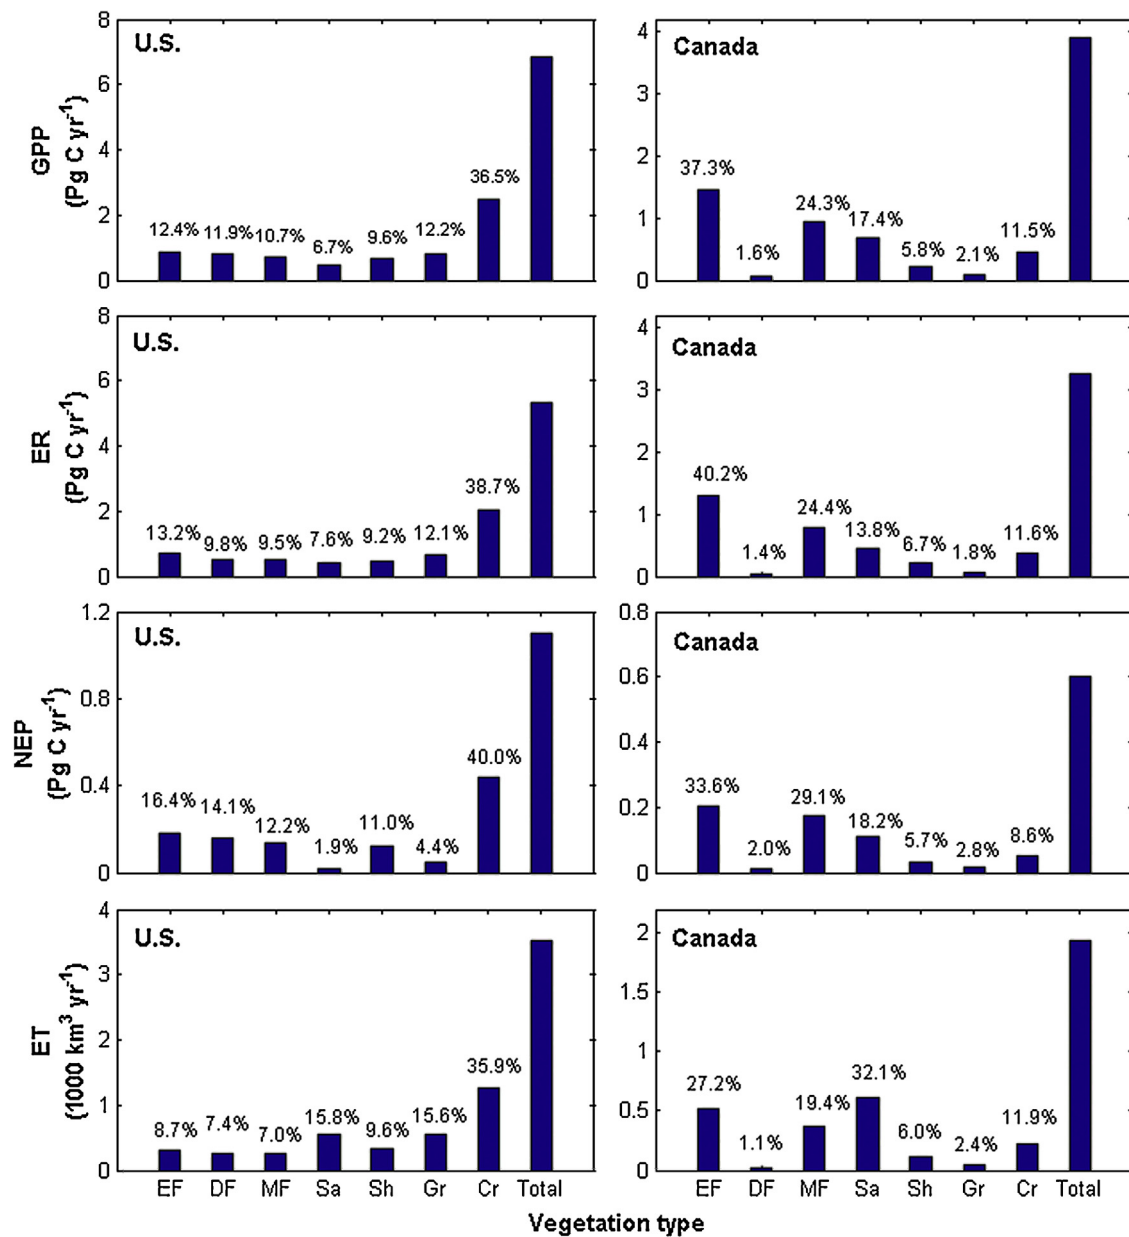 U.S.
Canada
GPP
(Pg C yr-1)
8
6
4
2
0
12.4% 11.9% 10.7% 6.7% 9.6% 12.2% 36.5%
4
3
2
1
0
37.3% 1.6% 24.3% 17.4% 5.8% 2.1% 11.5%
U.S.
Canada
ER
(Pg C yr-1)
8
6
4
2
0
13.2% 9.8% 9.5% 7.6% 9.2% 12.1% 38.7%
4
3
2
1
0
40.2% 1.4% 24.4% 13.8% 6.7% 1.8% 11.6%
U.S.
Canada
NEP
(Pg C yr-1)
1.2
0.8
0.4
0
16.4% 14.1% 12.2% 1.9% 11.0% 4.4% 40.0%
0.8
0.6
0.4
0.2
0
33.6% 2.0% 29.1% 18.2% 5.7% 2.8% 8.6%
U.S.
Canada
ET
(1000 km3 yr-1)
4
3
2
1
0
8.7% 7.4% 7.0% 15.8% 9.6% 15.6% 35.9%
2
1.5
1
0.5
0
27.2% 1.1% 19.4% 32.1% 6.0% 2.4% 11.9%
EF DF MF Sa Sh Gr Cr Total
EF DF MF Sa Sh Gr Cr Total
Vegetation type